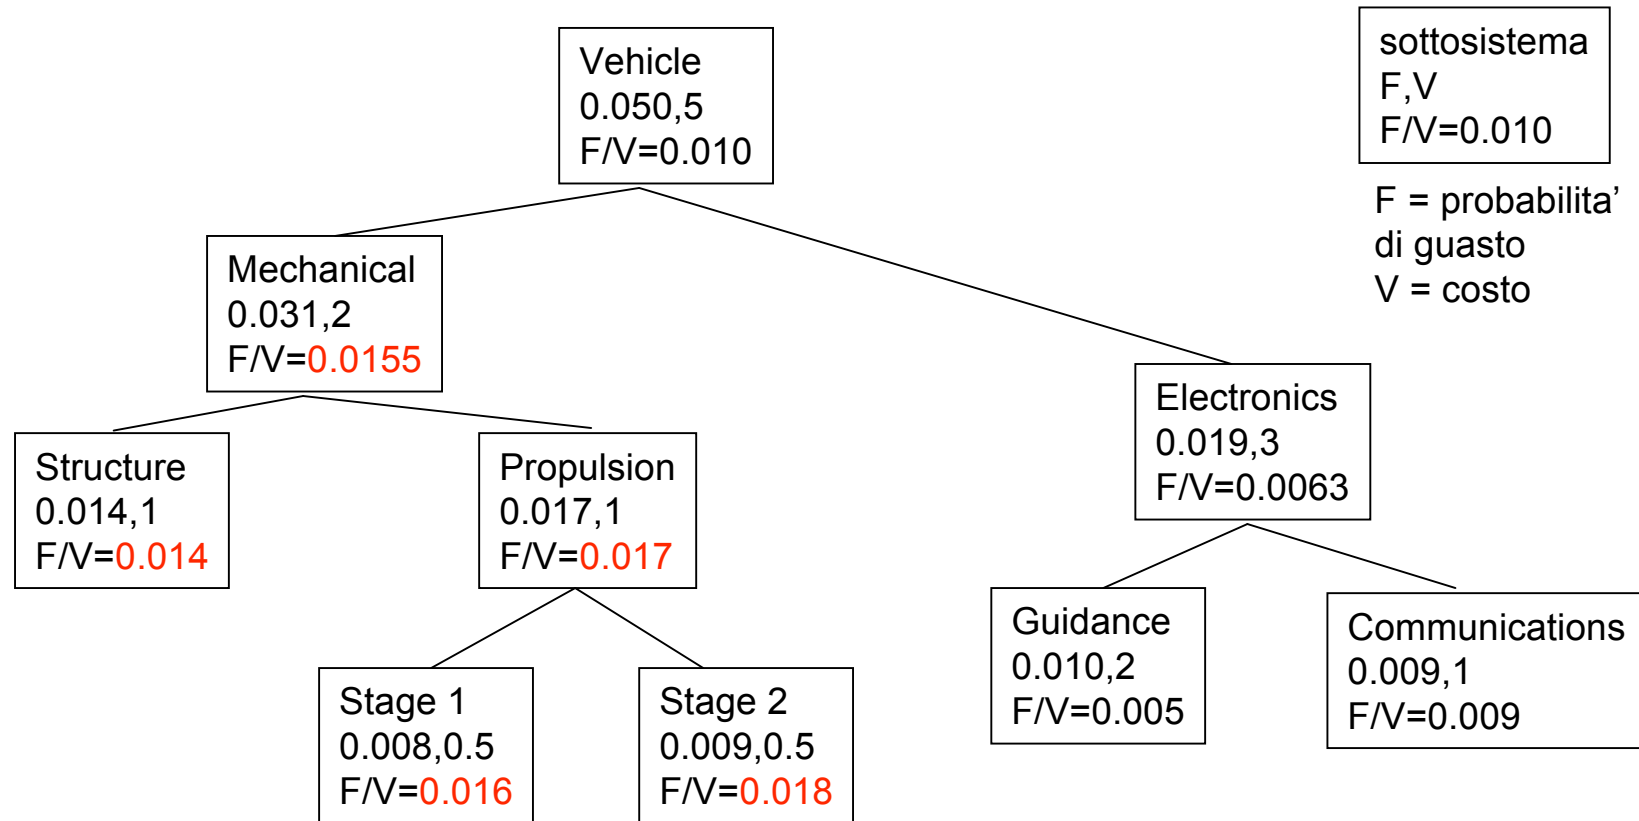 Vehicle
0.050,5
F/V=0.010
sottosistema
F,V
F/V=0.010
F = probabilita’
di guasto
V = costo
Mechanical
0.031,2
F/V=0.0155
Electronics
0.019,3
F/V=0.0063
Structure
0.014,1
F/V=0.014
Propulsion
0.017,1
F/V=0.017
Guidance
0.010,2
F/V=0.005
Communications
0.009,1
F/V=0.009
Stage 1
0.008,0.5
F/V=0.016
Stage 2
0.009,0.5
F/V=0.018